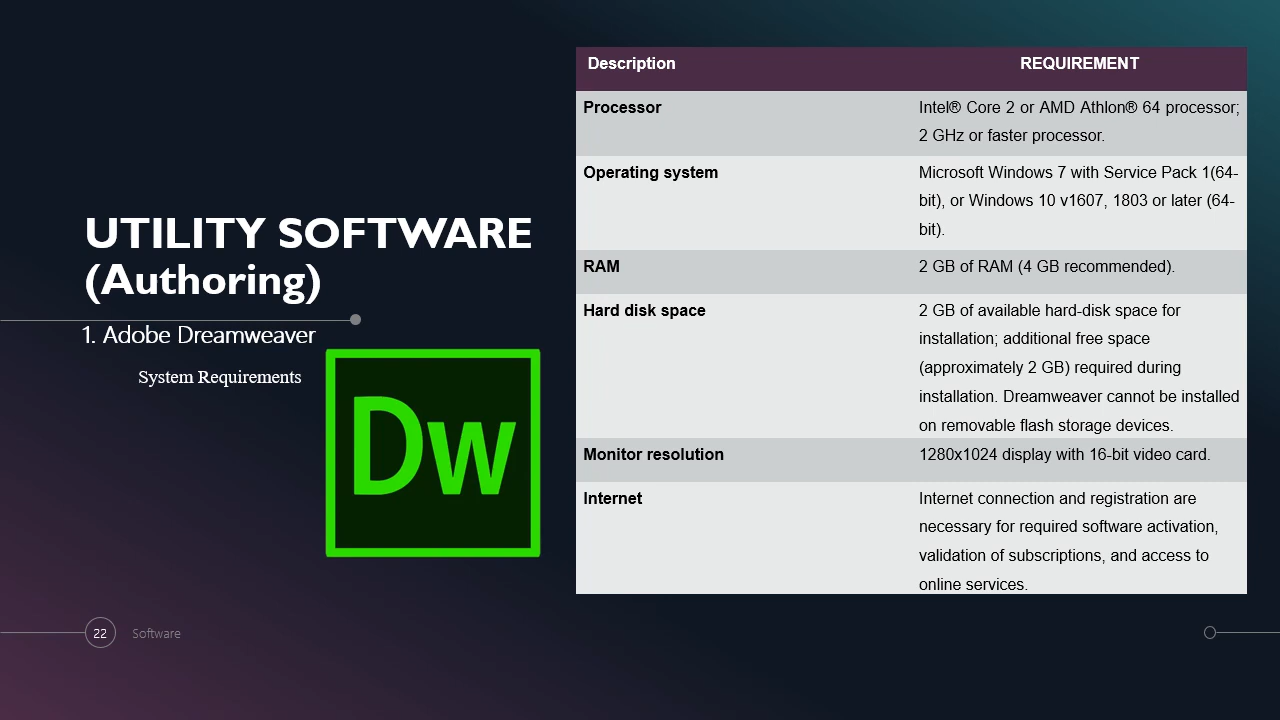 UTILITY SOFTWARE
(Authoring)
1. Adobe Dreamweaver
System Requirements
Dw
Description REQUIREMENT
Processor Intel® Core 2 or AMD Athlon® 64 processor;
2 GHz or faster processor.
Operating system Microsoft Windows 7 with Service Pack 1(64-
bit), or Windows 10 v1607, 1803 or later (64-
bit).
RAM 2 GB of RAM (4 GB recommended).
Hard disk space 2 GB of available hard-disk space for
installation; additional free space
(approximately 2 GB) required during
installation. Dreamweaver cannot be installed
on removable flash storage devices.
Monitor resolution 1280x1024 display with 16-bit video card.
Internet Internet connection and registration are
necessary for required software activation,
validation of subscriptions, and access to
online services.
22 Software